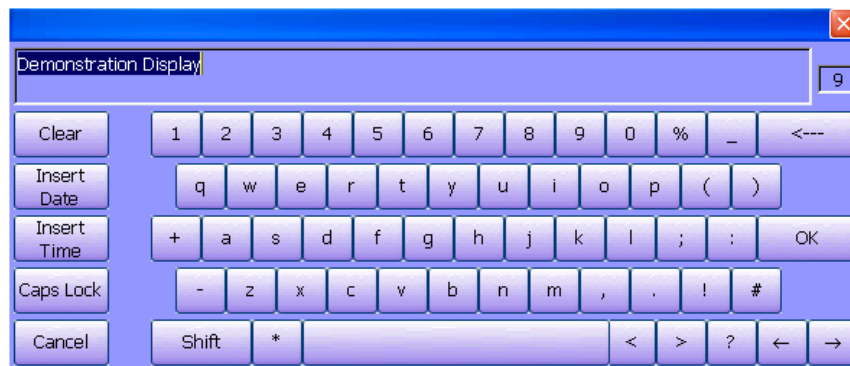 Demonstration Display
9
Clear 1 2 3 4 5 6 7 8 9 0 % _ <---
Insert
Date
q w e r t y u i o p ( )
Insert
Time
+ a s d f g h j k l ; : OK
Caps Lock - z x c v b n m , . ! #
Cancel Shift * < > ? ← →